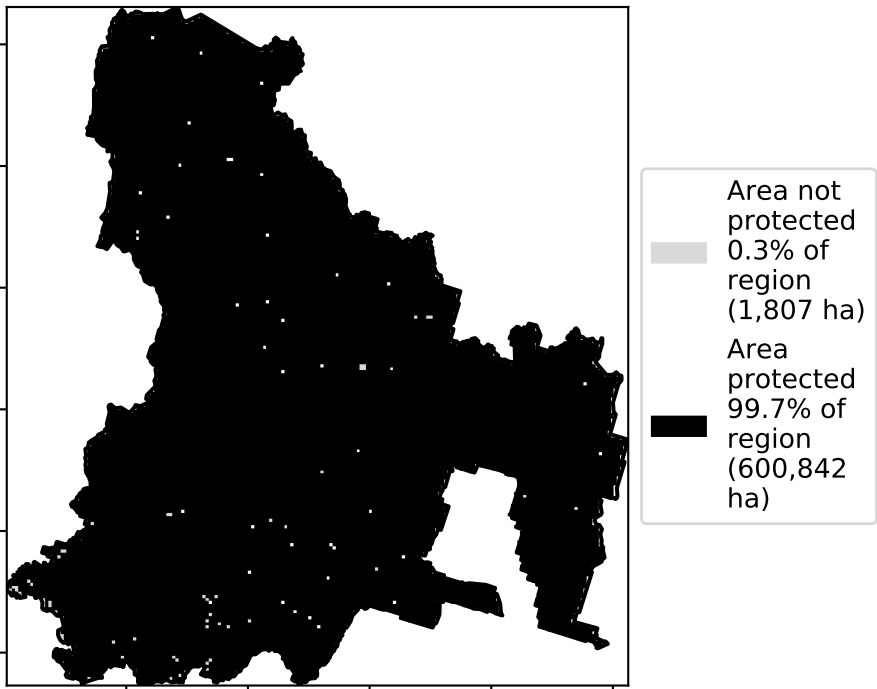 Area not
protected
0.3% of
region
(1,807 ha)
Area
protected
99.7% of
region
(600,842
ha)